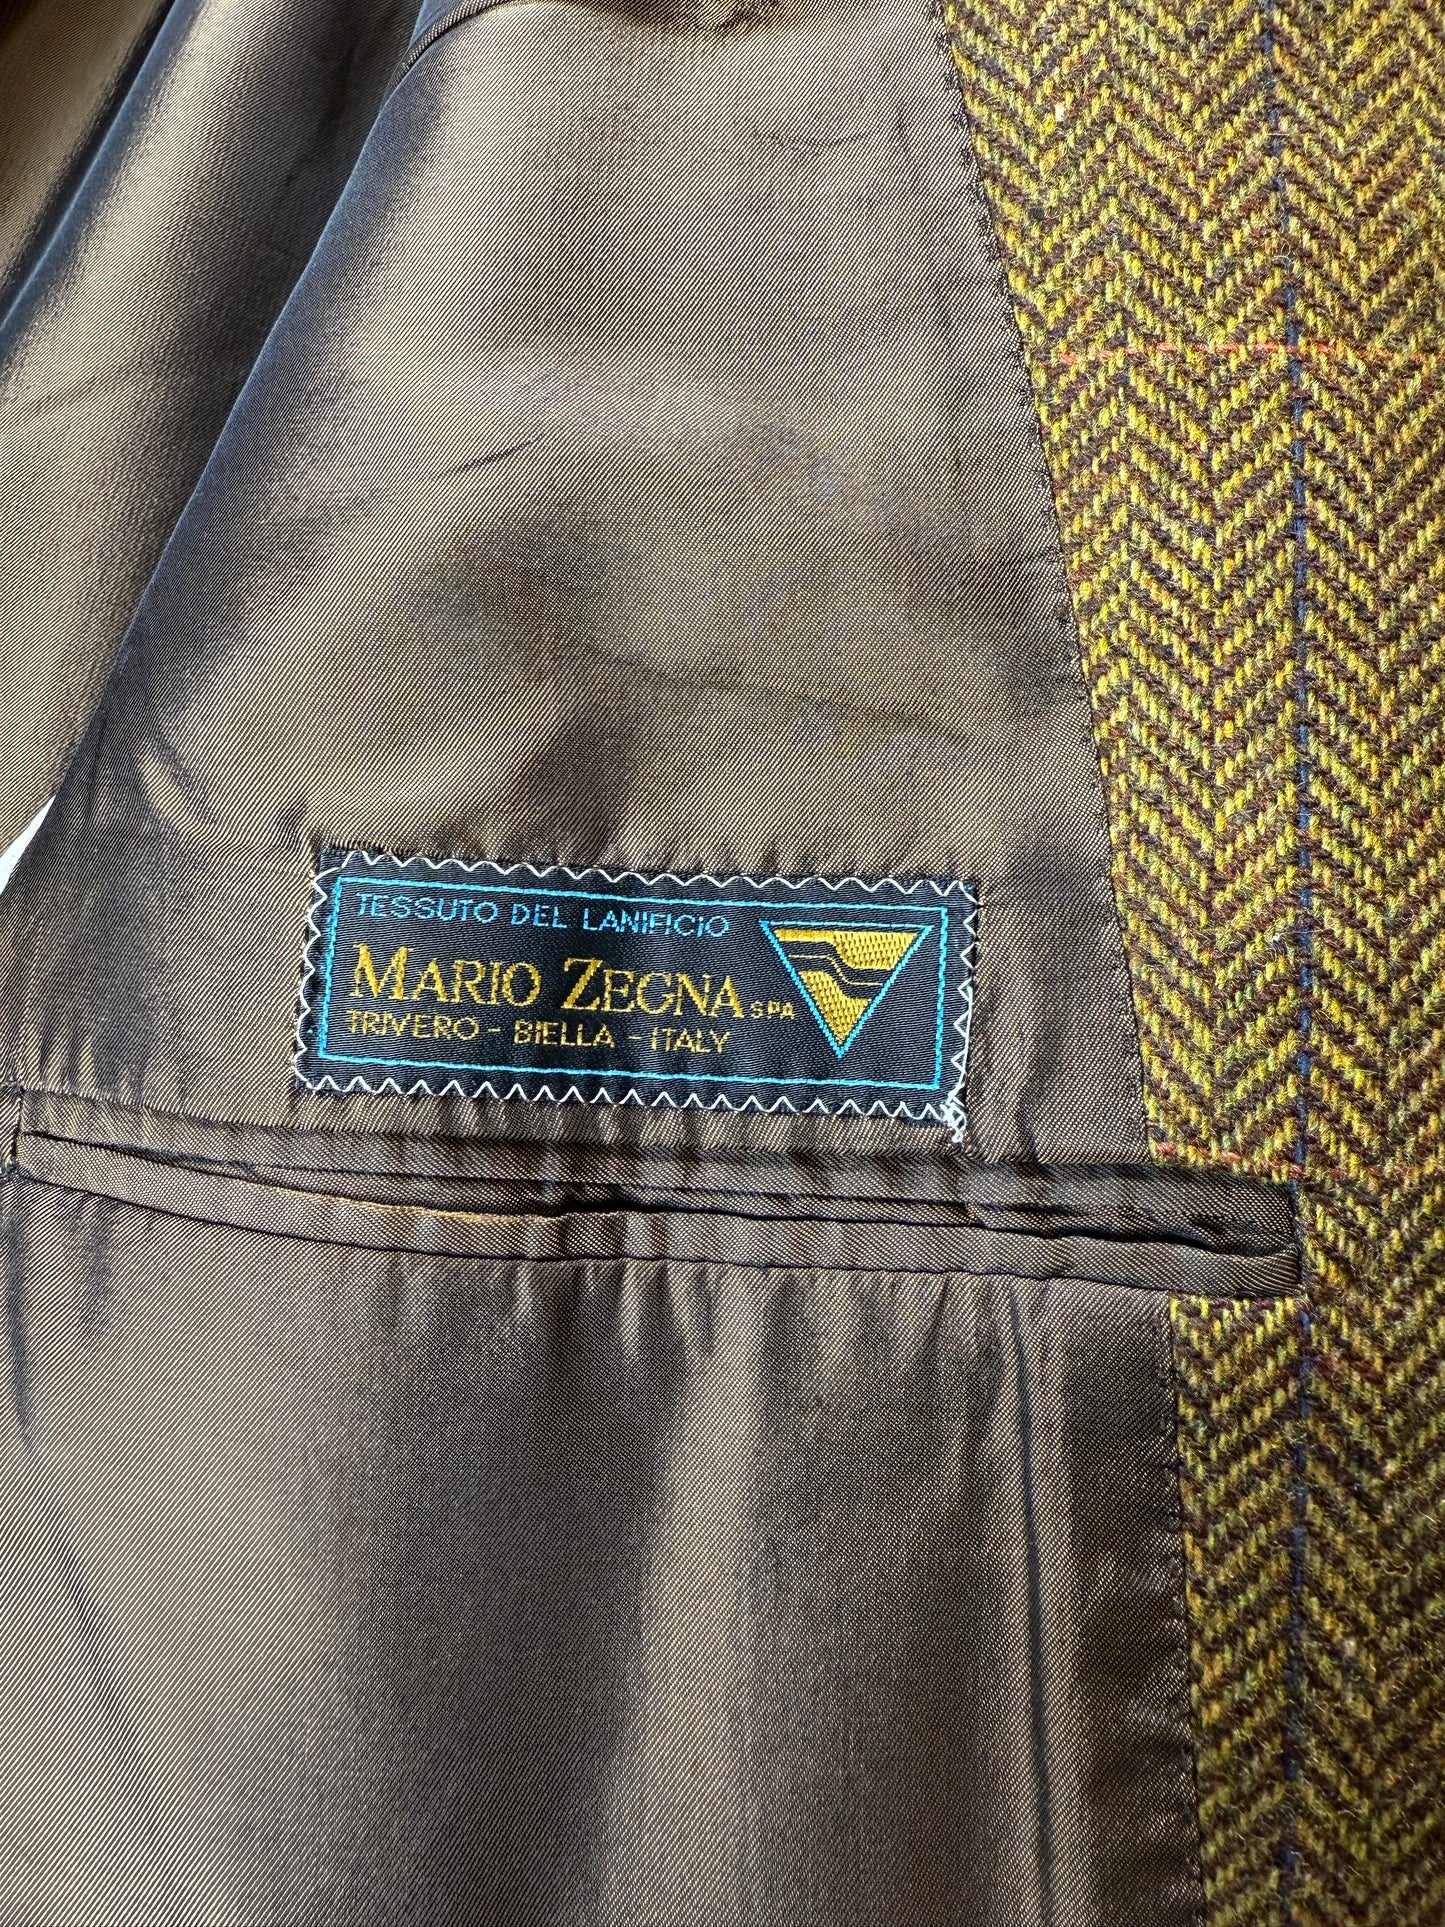 TESSUTO DEL LANIFICIO
MARIO ZEGNA SPA
TRIVERO - BIELLA - ITALY